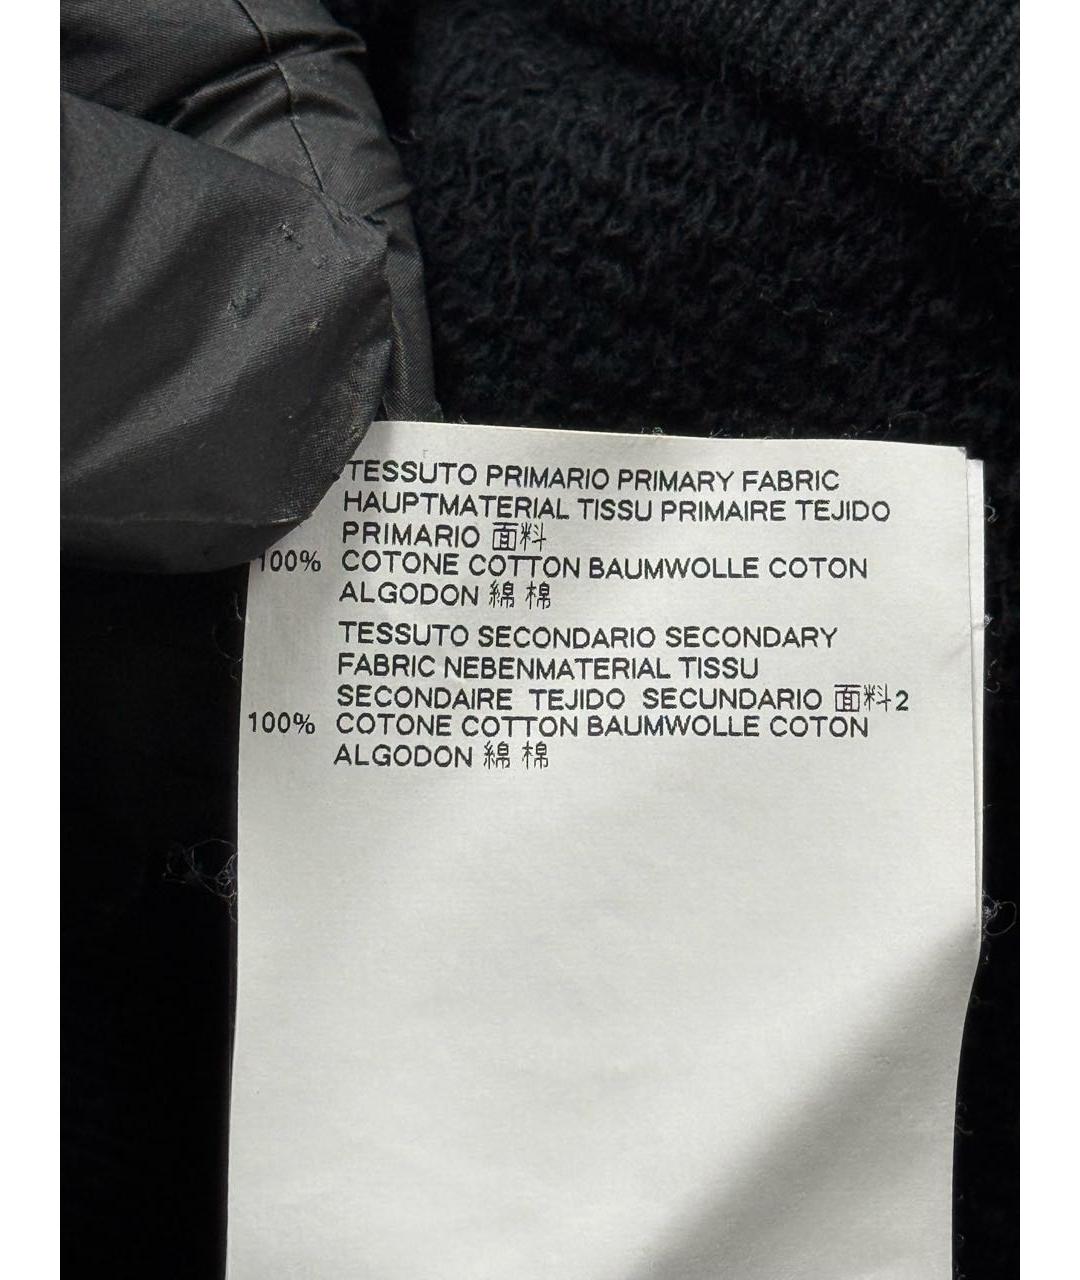 TESSUTO PRIMARIO PRIMARY FABRIC
HAUPTMATERIAL TISSU PRIMAIRE TEJIDO
PRIMARIO 面料
100% COTONE COTTON BAUMWOLLE COTON
ALGODON 綿 棉
TESSUTO SECONDARIO SECONDARY
FABRIC NEBENMATERIAL TISSU
SECONDAIRE TEJIDO SECUNDARIO 面料2
100% COTONE COTTON BAUMWOLLE COTON
ALGODON 綿 棉